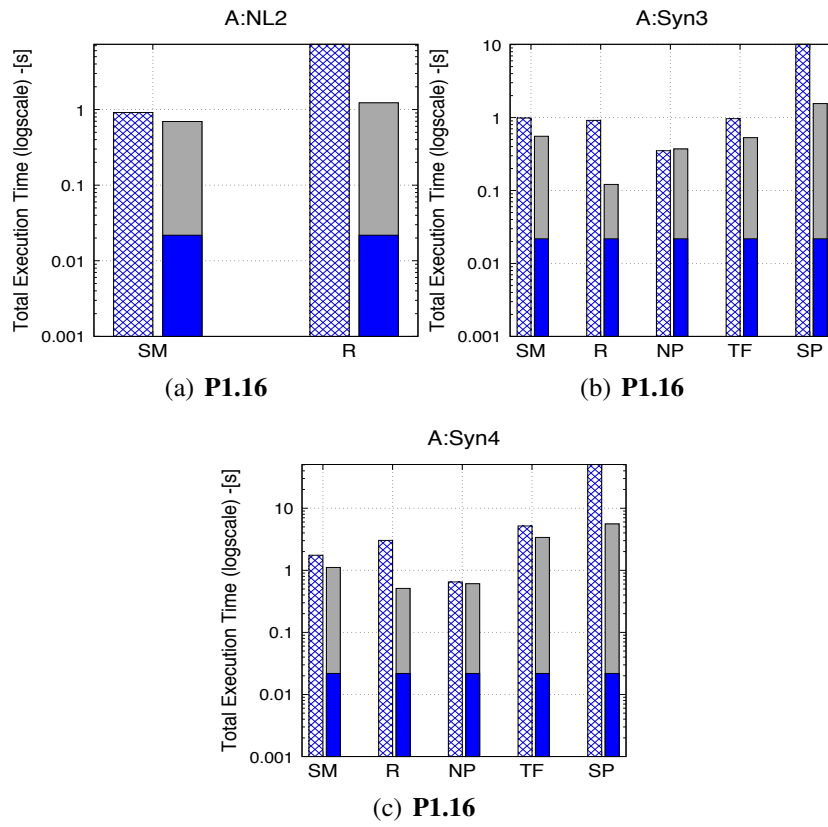 A:NL2
Total Execution Time (logscale) -[s]
1
0.1
0.01
0.001
SM R
(a) P1.16
A:Syn3
Total Execution Time (logscale) -[s]
10
1
0.1
0.01
0.001
SM R NP TF SP
(b) P1.16
A:Syn4
Total Execution Time (logscale) -[s]
10
1
0.1
0.01
0.001
SM R NP TF SP
(c) P1.16